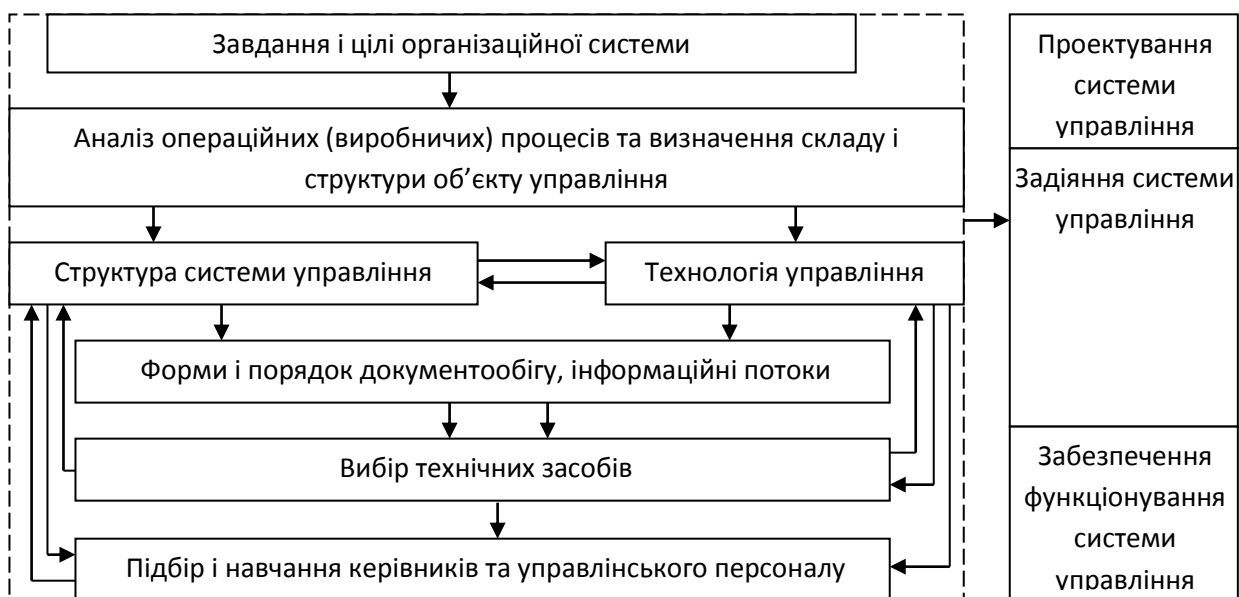 Завдання і цілі організаційної системи
Аналіз операційних (виробничих) процесів та визначення складу і
структури об’єкту управління
Структура системи управління
Технологія управління
Форми і порядок документообігу, інформаційні потоки
Вибір технічних засобів
Підбір і навчання керівників та управлінського персоналу
Проектування
системи
управління
Задіяння системи
управління
Забезпечення
функціонування
системи
управління